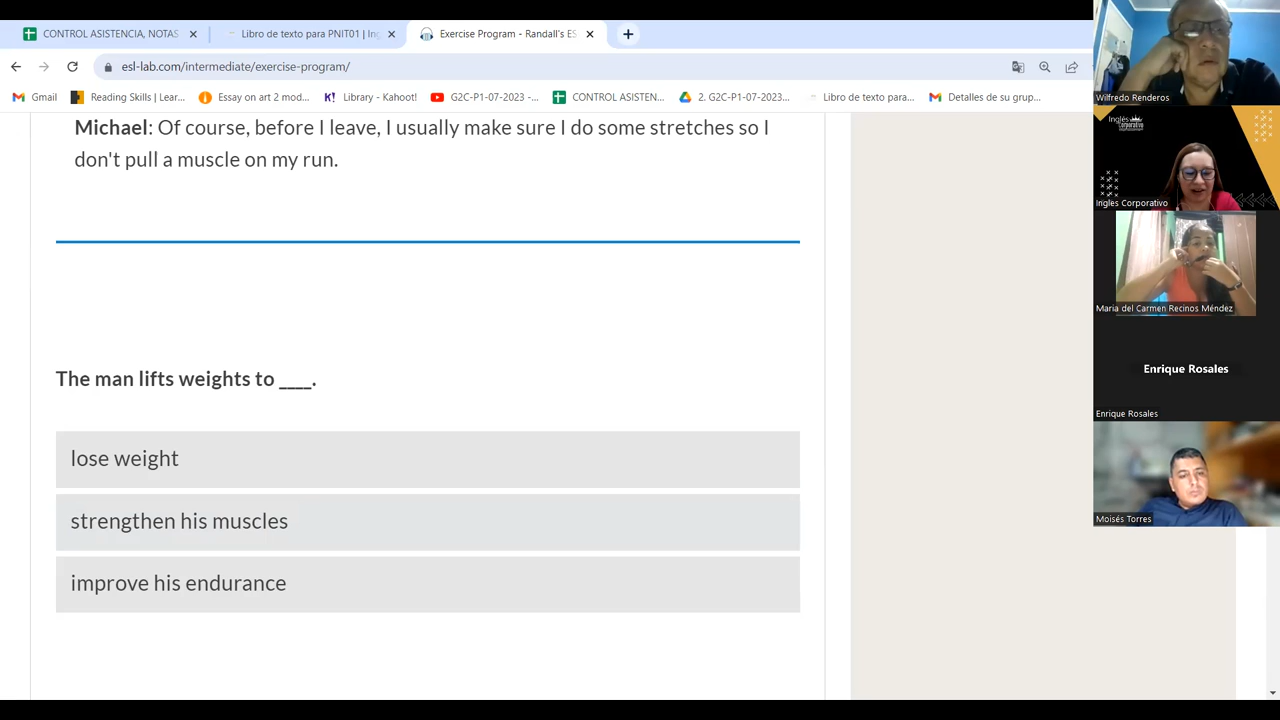 CONTROL ASISTENCIA, NOTAS
Libro de texto para PNIT01 | Ing
Exercise Program - Randall's ES
esl-lab.com/intermediate/exercise-program/
Gmail
Reading Skills | Lear...
Essay on art 2 mod...
Library - Kahoot!
G2C-P1-07-2023 -...
CONTROL ASISTEN...
2. G2C-P1-07-2023...
Libro de texto para...
Detalles de su grup...
Michael: Of course, before I leave, I usually make sure I do some stretches so I
don't pull a muscle on my run.
The man lifts weights to ____.
lose weight
strengthen his muscles
improve his endurance
Wilfredo Renderos
Inglés
Corporativo
Ingles Corporativo
Maria del Carmen Recinos Méndez
Enrique Rosales
Enrique Rosales
Moisés Torres